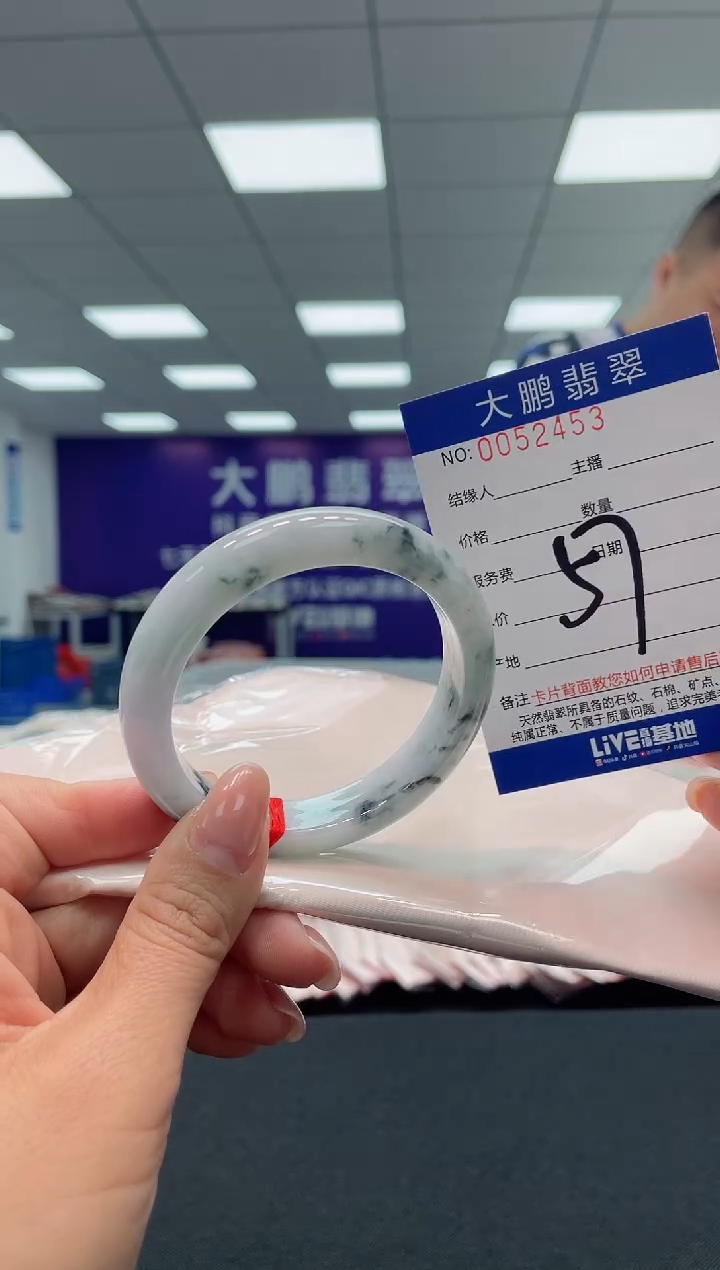 大鹏翡翠
NO: 0052453
结缘人 主播
价格 数量
服务费 日期
57
价
地
备注 卡片背面教您如何申请售后
天然翡翠所具备的石纹、石棉、矿点、
纯属正常、不属于质量问题，追求完美
LiVE直播基地
大鹏翡翠